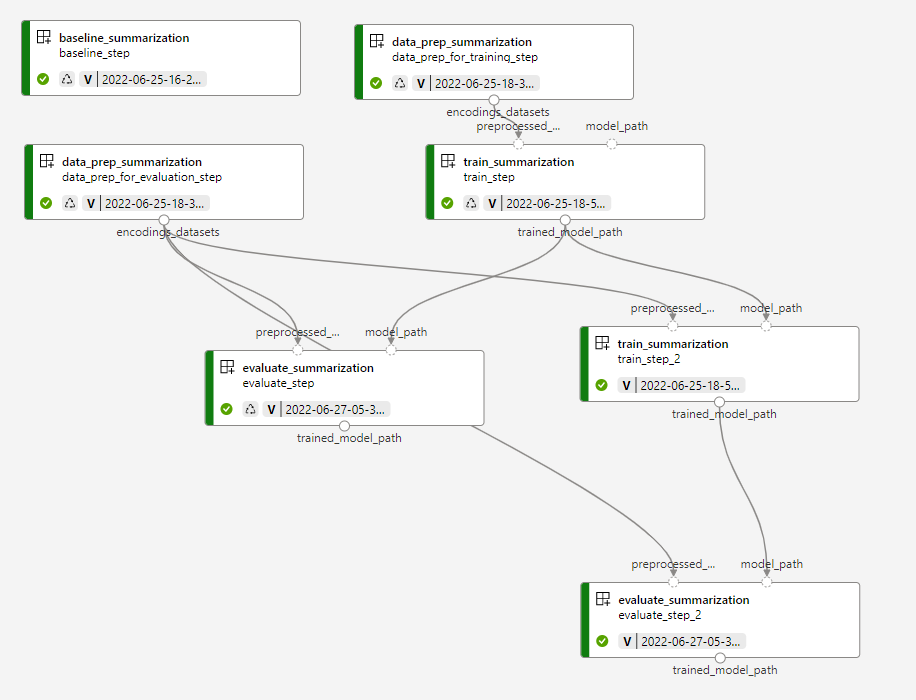 baseline_summarization
baseline_step
V 2022-06-25-16-2...
data_prep_summarization
data_prep_for_training_step
V 2022-06-25-18-3...
encodings_datasets
preprocessed_...
model_path
data_prep_summarization
data_prep_for_evaluation_step
V 2022-06-25-18-3...
encodings_datasets
train_summarization
train_step
V 2022-06-25-18-5...
trained_model_path
preprocessed_...
model_path
evaluate_summarization
evaluate_step
V 2022-06-27-05-3...
trained_model_path
preprocessed_...
model_path
train_summarization
train_step_2
V 2022-06-25-18-5...
trained_model_path
preprocessed_...
model_path
evaluate_summarization
evaluate_step_2
V 2022-06-27-05-3...
trained_model_path